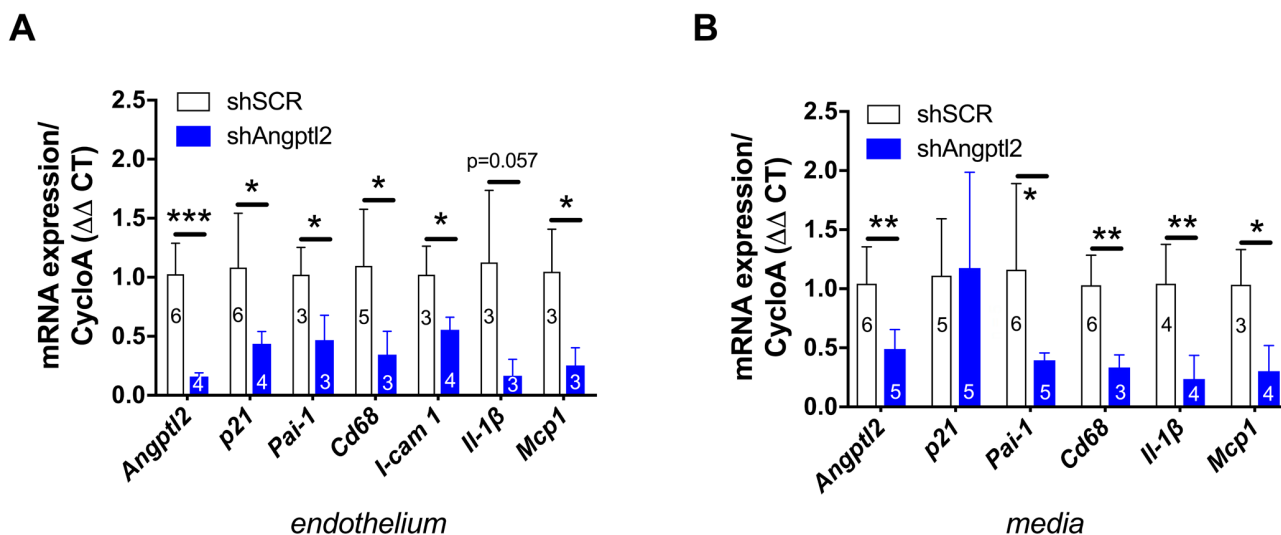 A
mRNA expression/
CycloA (ΔΔ CT)
2.5
2.0
1.5
1.0
0.5
0.0
shSCR
shAngptl2
***
*
*
*
*
p=0.057
*
6
4
6
4
3
3
5
3
3
4
3
3
3
3
Angptl2
p21
Pai-1
Cd68
I-cam 1
Il-1β
Mcp1
endothelium
B
mRNA expression/
CycloA (ΔΔ CT)
2.5
2.0
1.5
1.0
0.5
0.0
shSCR
shAngptl2
**
*
**
**
*
6
5
5
5
6
5
6
3
4
4
3
4
Angptl2
p21
Pai-1
Cd68
Il-1β
Mcp1
media